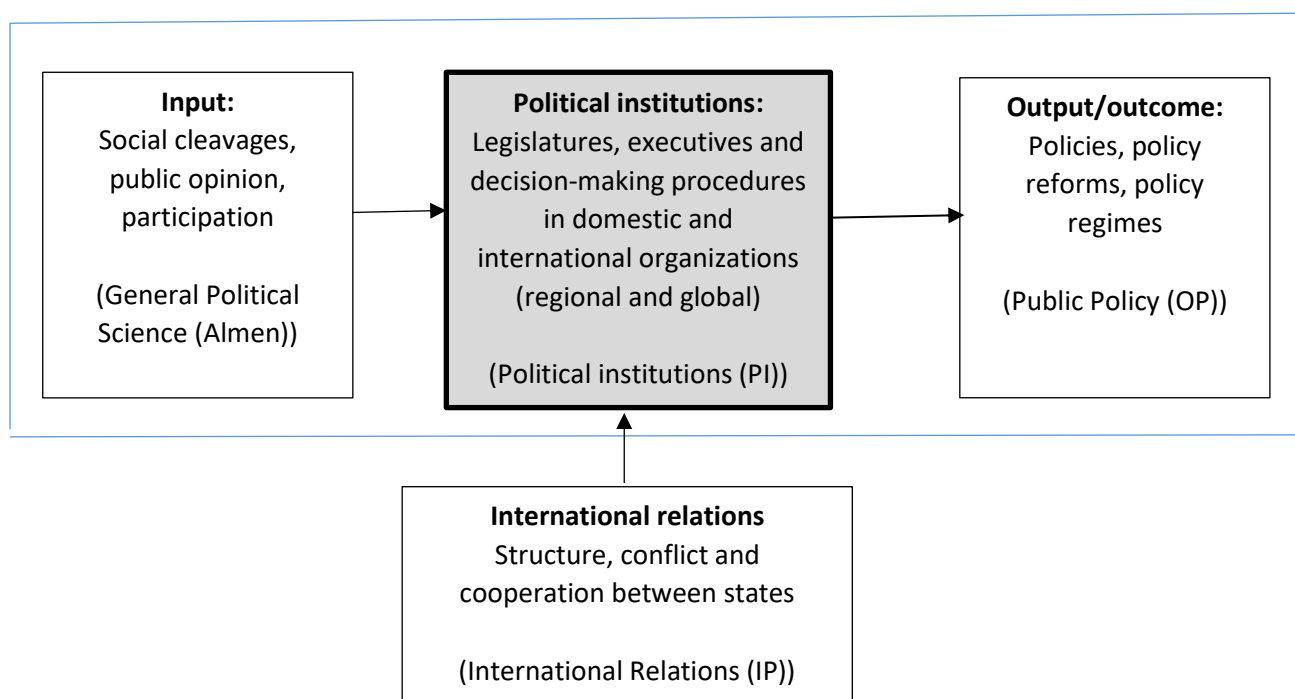 Input:
Social cleavages,
public opinion,
participation
(General Political
Science (Almen))
Political institutions:
Legislatures, executives and
decision-making procedures
in domestic and
international organizations
(regional and global)
(Political institutions (PI))
Output/outcome:
Policies, policy
reforms, policy
regimes
(Public Policy (OP))
International relations
Structure, conflict and
cooperation between states
(International Relations (IP))